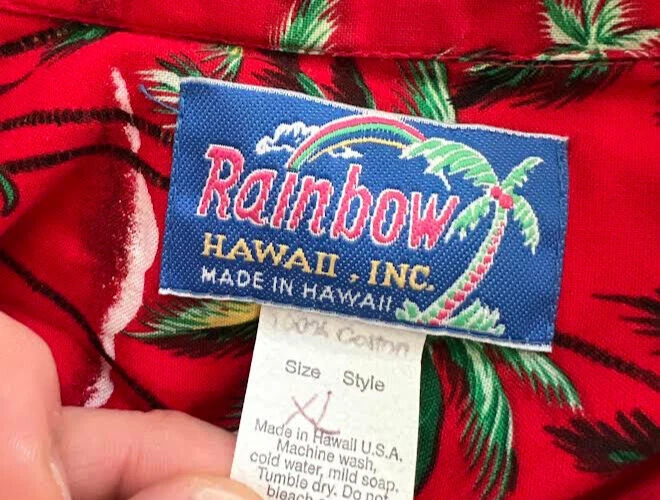 Rainbow
HAWAII, INC.
MADE IN HAWAII
100% Cotton
Size Style
XL
Made in Hawaii U.S.A.
Machine wash,
cold water, mild soap.
Tumble dry. Do not
bleach